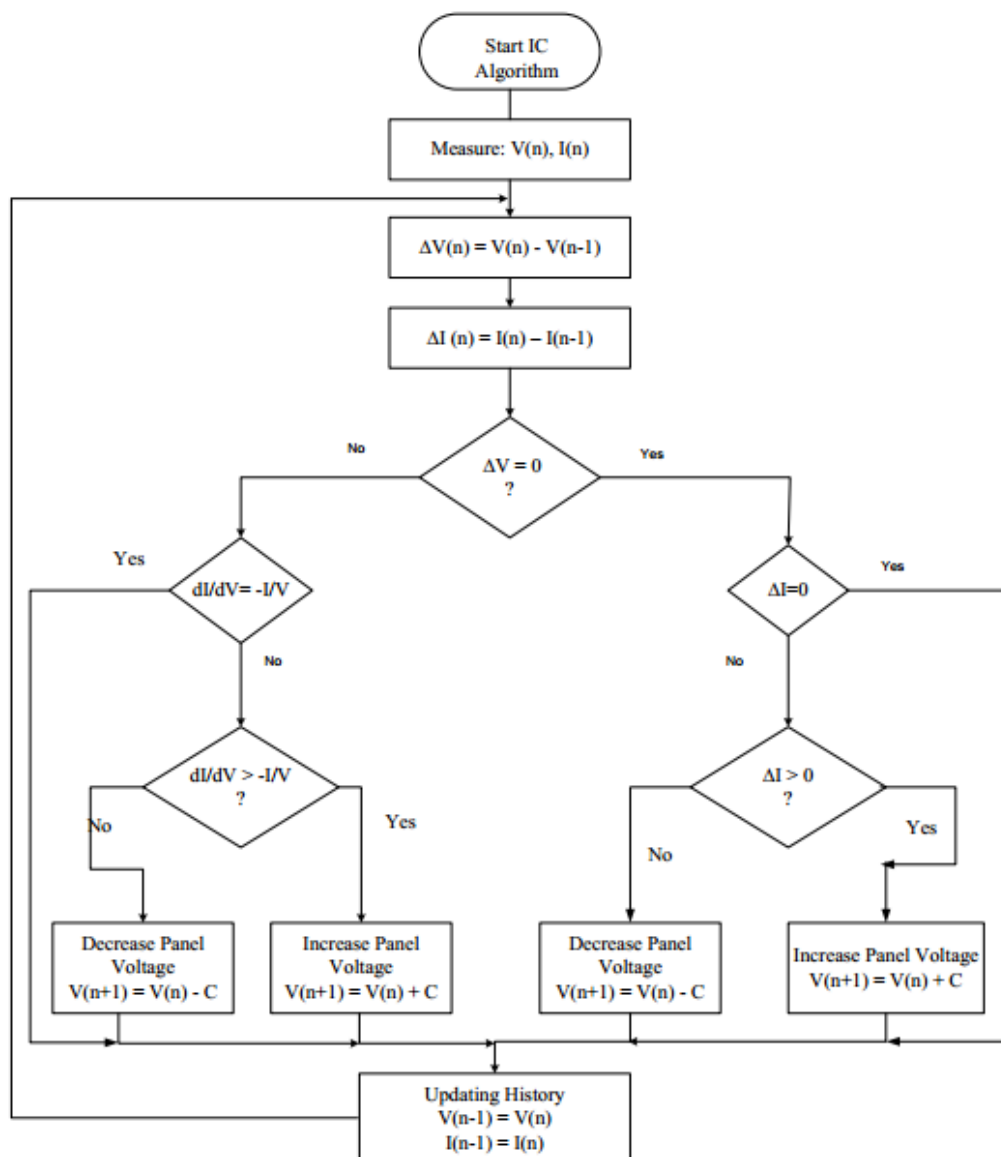 Start IC
Algorithm
Measure: V(n), I(n)
ΔV(n) = V(n) - V(n-1)
ΔI (n) = I(n) – I(n-1)
No
ΔV = 0
?
Yes
Yes
dI/dV= -I/V
No
ΔI=0
Yes
No
dI/dV > -I/V
?
No
Yes
ΔI > 0
?
No
Yes
Decrease Panel
Voltage
V(n+1) = V(n) - C
Increase Panel
Voltage
V(n+1) = V(n) + C
Decrease Panel
Voltage
V(n+1) = V(n) - C
Increase Panel Voltage
V(n+1) = V(n) + C
Updating History
V(n-1) = V(n)
I(n-1) = I(n)